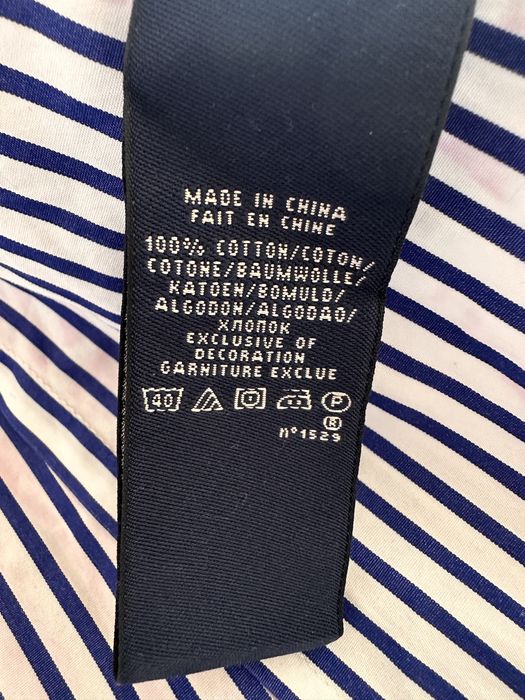 MADE IN CHINA
FAIT EN CHINE
100% COTTON/COTON/
COTONE/BAUMWOLLE/
KATOEN/BOMULD/
ALGODON/ALGODAO/
ХЛОПОК
EXCLUSIVE OF
DECORATION
GARNITURE EXCLUE
40 P
®
n°1529